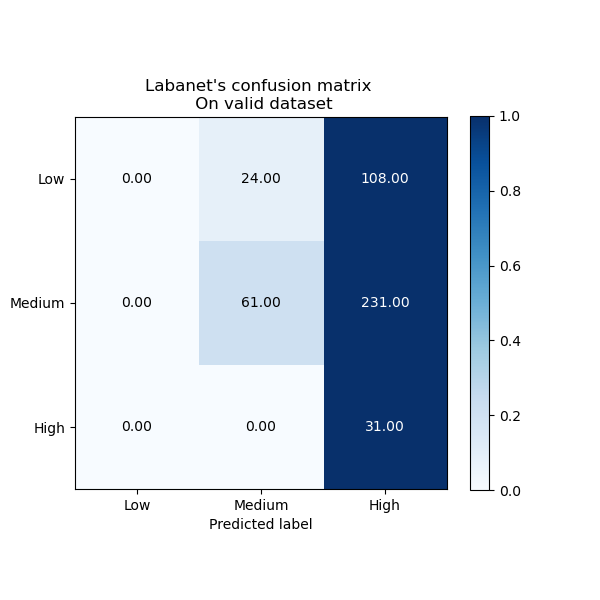 Labanet's confusion matrix
On valid dataset
Low 0.00 24.00 108.00
Medium 0.00 61.00 231.00
High 0.00 0.00 31.00
Low Medium High
Predicted label
1.0
0.8
0.6
0.4
0.2
0.0